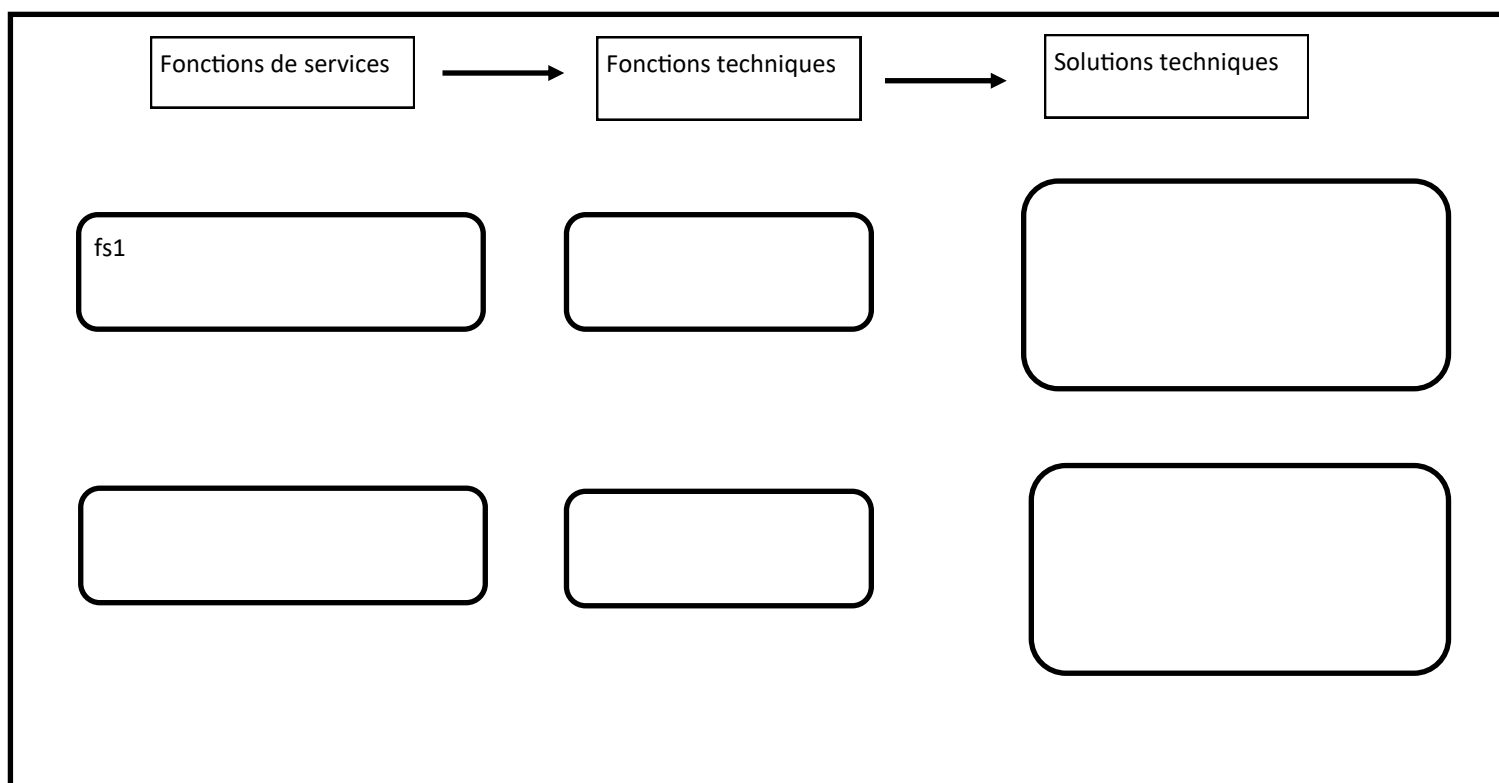 Fonctions de services
Fonctions techniques
Solutions techniques
fs1